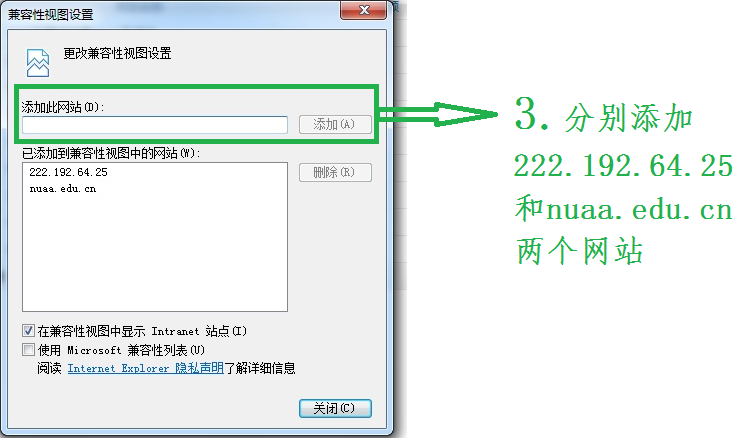 兼容性视图设置
更改兼容性视图设置
添加此网站(D):
添加(A)
已添加到兼容性视图中的网站(W):
222.192.64.25
nuaa.edu.cn
删除(R)
在兼容性视图中显示 Intranet 站点(I)
使用 Microsoft 兼容性列表(U)
阅读 Internet Explorer 隐私声明了解详细信息
关闭(C)
3. 分别添加
222.192.64.25
和nuaa.edu.cn
两个网站